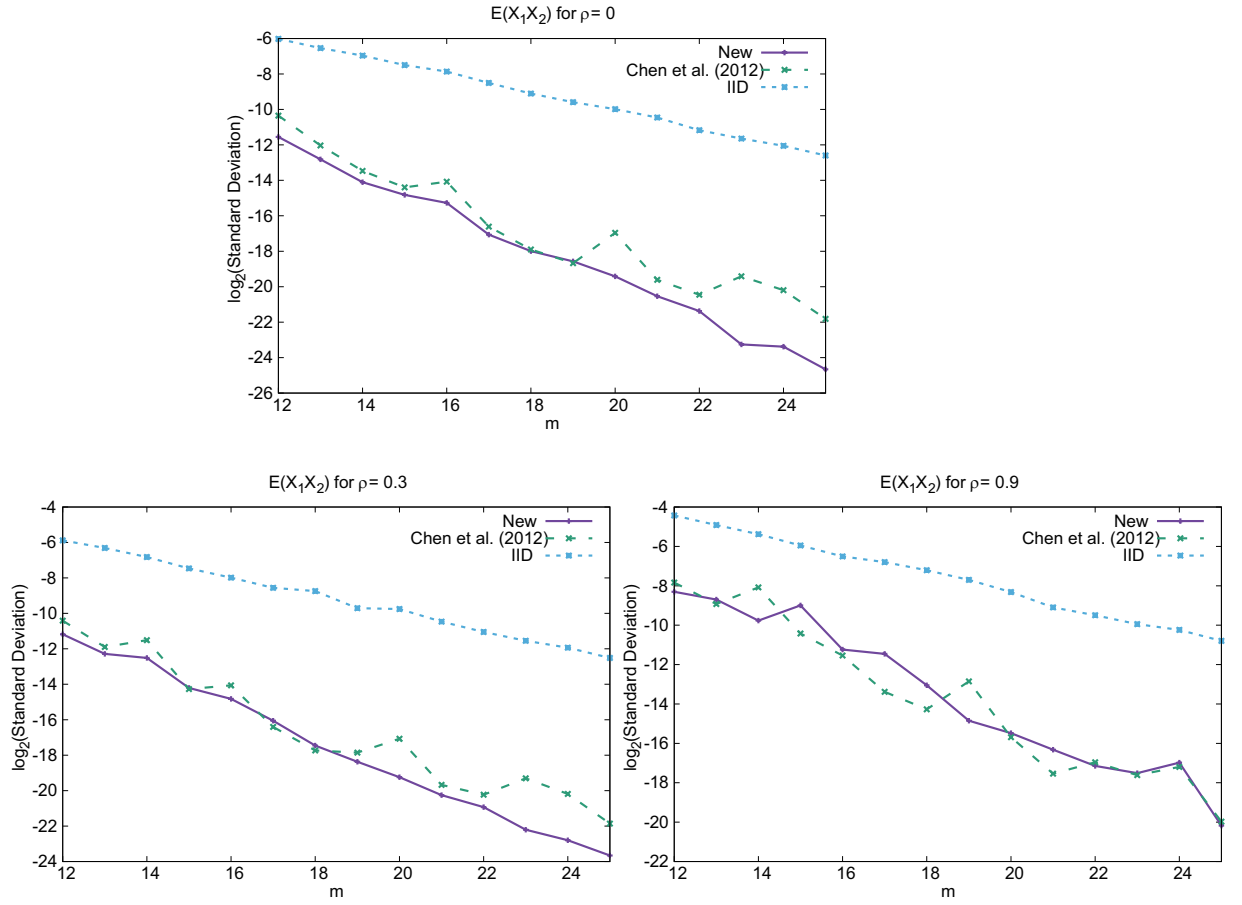 E(X₁X₂) for ρ= 0
log₂(Standard Deviation)
-6
-8
-10
-12
-14
-16
-18
-20
-22
-24
-26
New
Chen et al. (2012)
IID
12 14 16 18 20 22 24
m
E(X₁X₂) for ρ= 0.3
log₂(Standard Deviation)
-4
-6
-8
-10
-12
-14
-16
-18
-20
-22
-24
New
Chen et al. (2012)
IID
12 14 16 18 20 22 24
m
E(X₁X₂) for ρ= 0.9
log₂(Standard Deviation)
-4
-6
-8
-10
-12
-14
-16
-18
-20
-22
New
Chen et al. (2012)
IID
12 14 16 18 20 22 24
m